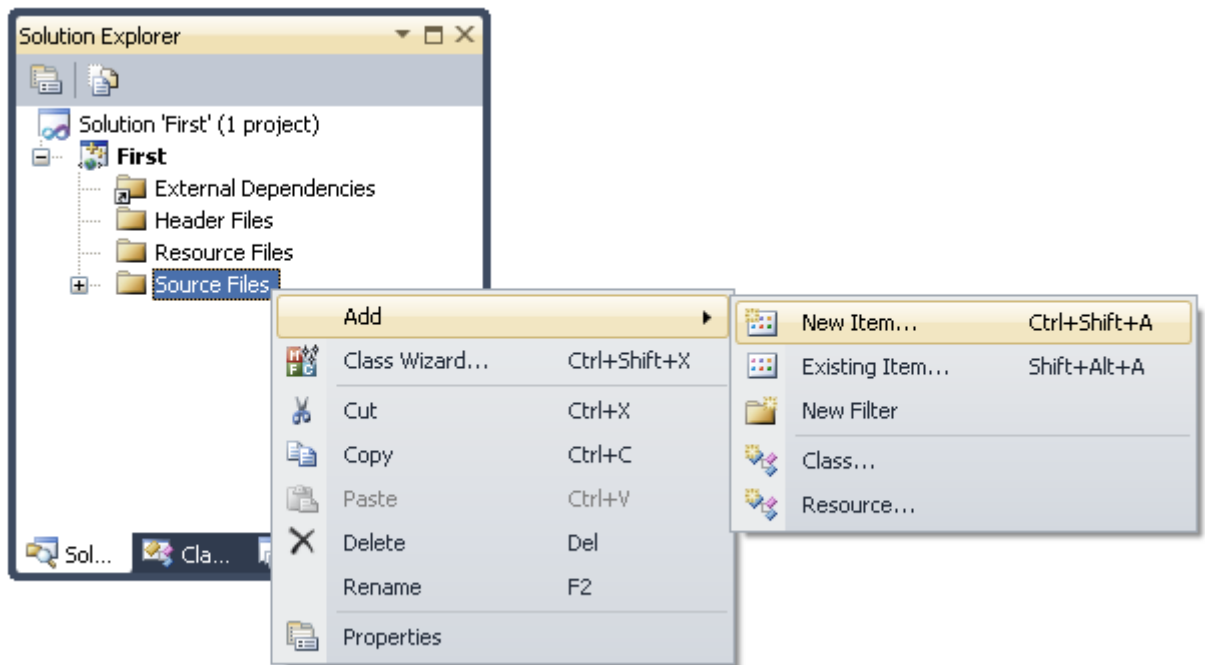 Solution Explorer
Solution 'First' (1 project)
First
External Dependencies
Header Files
Resource Files
Source Files
Add
Class Wizard... Ctrl+Shift+X
Cut Ctrl+X
Copy Ctrl+C
Paste Ctrl+V
Delete Del
Rename F2
Properties
New Item... Ctrl+Shift+A
Existing Item... Shift+Alt+A
New Filter
Class...
Resource...
Sol... Cla...